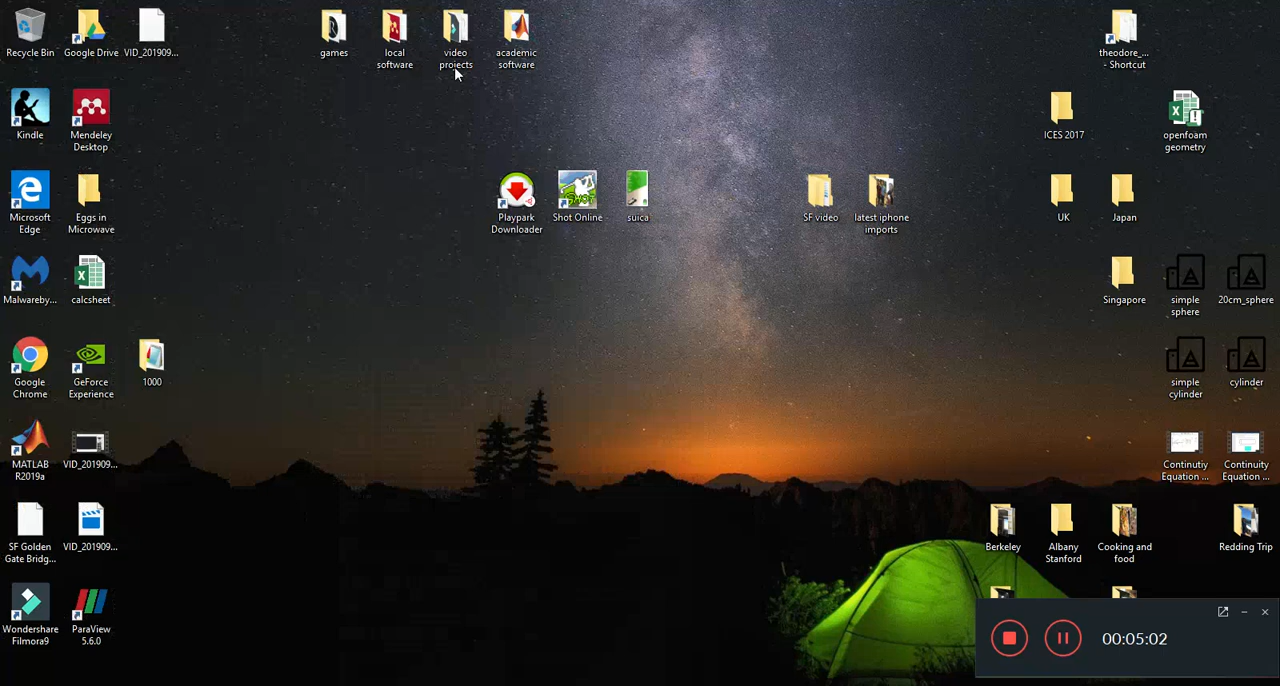 Recycle Bin
Google Drive
VID_201909...
games
local
software
video
projects
academic
software
theodore_...
- Shortcut
Kindle
Mendeley
Desktop
ICES 2017
openfoam
geometry
Microsoft
Edge
Eggs in
Microwave
Playpark
Downloader
SHOT
Shot Online
suica
SF video
latest iphone
imports
UK
Japan
Malwareby...
calcsheet
Singapore
simple
sphere
20cm_sphere
Google
Chrome
GeForce
Experience
1000
simple
cylinder
cylinder
MATLAB
R2019a
VID_201909...
Continutiy
Equation ...
Continuity
Equation ...
SF Golden
Gate Bridg...
VID_201909...
Berkeley
Albany
Stanford
Cooking and
food
Redding Trip
Wondershare
Filmora9
ParaView
5.6.0
00:05:02